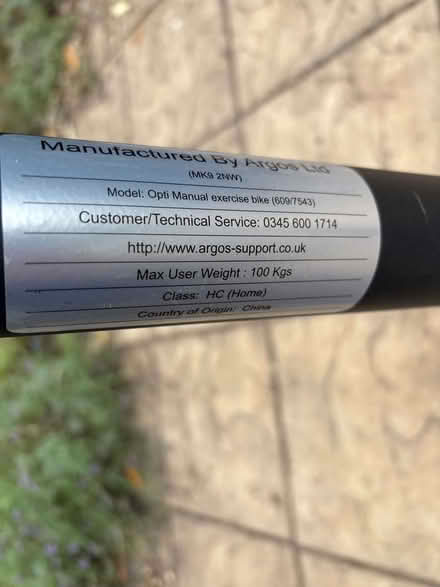 Manufactured By Argos Ltd
(MK9 2NW)
Model: Opti Manual exercise bike (609/7543)
Customer/Technical Service: 0345 600 1714
http://www.argos-support.co.uk
Max User Weight : 100 Kgs
Class: HC (Home)
Country of Origin: China